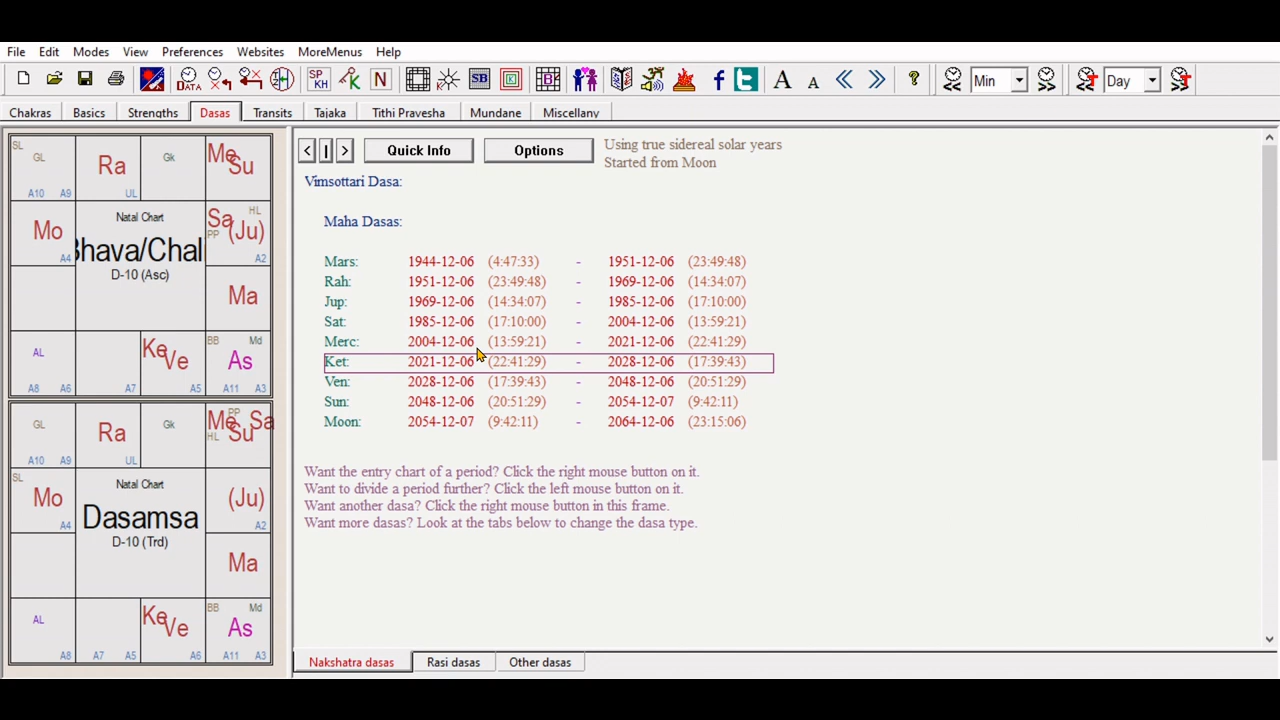 File Edit Modes View Preferences Websites MoreMenus Help
DATA SP KH N SB B f t A A Min Day
Chakras Basics Strengths Dasas Transits Tajaka Tithi Pravesha Mundane Miscellany
SL GL Ra Gk Me Su
A10 A9 UL
Natal Chart
Mo Sa HL (Ju) PP
A4 Bhava/Chali A2
D-10 (Asc)
Ma
AL Ke Ve BB Md As
A8 A6 A7 A5 A11 A3
GL Ra Gk Me PP Sa HL Su
A10 A9 UL
SL Natal Chart
Mo Dasamsa (Ju)
A4 A2
D-10 (Trd)
Ma
AL Ke Ve BB Md As
A8 A7 A5 A6 A11 A3
< | > Quick Info Options Using true sidereal solar years
Started from Moon
Vimsottari Dasa:
Maha Dasas:
Mars: 1944-12-06 (4:47:33) - 1951-12-06 (23:49:48)
Rah: 1951-12-06 (23:49:48) - 1969-12-06 (14:34:07)
Jup: 1969-12-06 (14:34:07) - 1985-12-06 (17:10:00)
Sat: 1985-12-06 (17:10:00) - 2004-12-06 (13:59:21)
Merc: 2004-12-06 (13:59:21) - 2021-12-06 (22:41:29)
Ket: 2021-12-06 (22:41:29) - 2028-12-06 (17:39:43)
Ven: 2028-12-06 (17:39:43) - 2048-12-06 (20:51:29)
Sun: 2048-12-06 (20:51:29) - 2054-12-07 (9:42:11)
Moon: 2054-12-07 (9:42:11) - 2064-12-06 (23:15:06)
Want the entry chart of a period? Click the right mouse button on it.
Want to divide a period further? Click the left mouse button on it.
Want another dasa? Click the right mouse button in this frame.
Want more dasas? Look at the tabs below to change the dasa type.
Nakshatra dasas Rasi dasas Other dasas